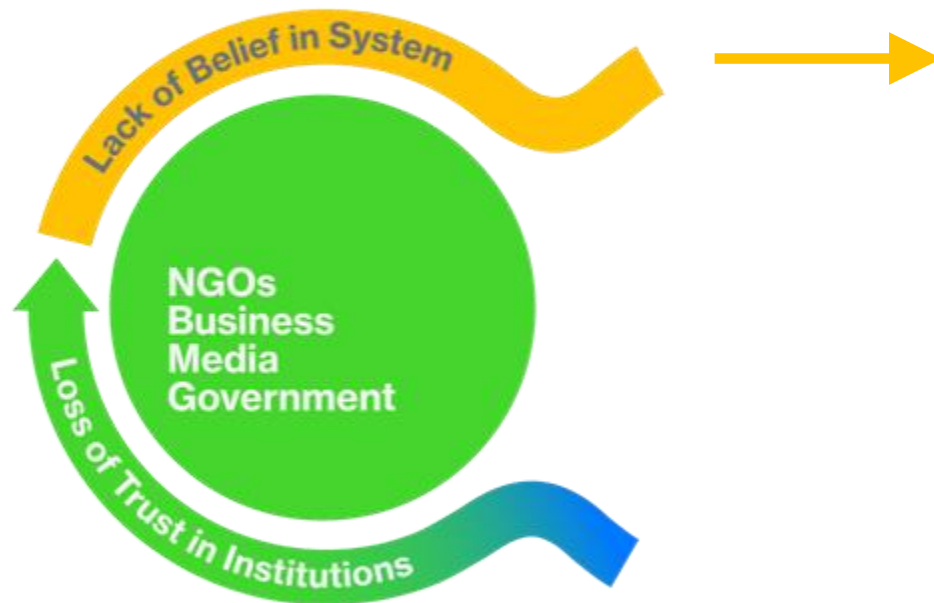 Lack of Belief in System
NGOs
Business
Media
Government
Loss of Trust in Institutions